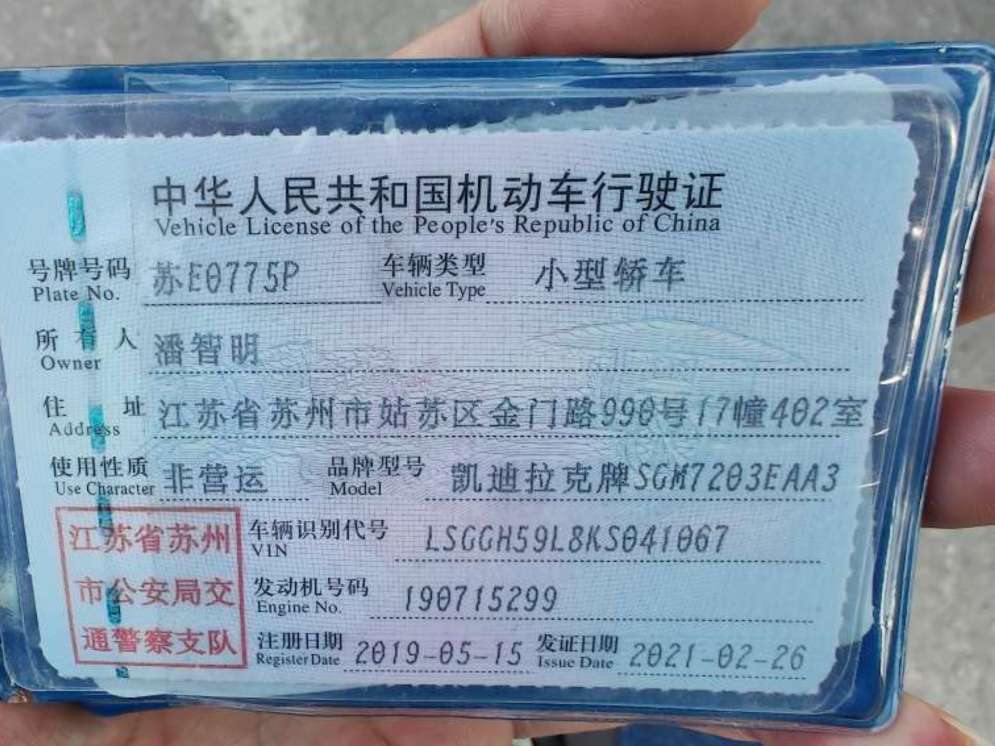 中华人民共和国机动车行驶证
Vehicle License of the People's Republic of China
号牌号码 苏E0775P 车辆类型 小型轿车
Plate No. Vehicle Type
所有人 潘智明
Owner
住址 江苏省苏州市姑苏区金门路990号17幢402室
Address
使用性质 非营运 品牌型号 凯迪拉克牌SGM7203EAA3
Use Character Model
江苏省苏州 车辆识别代号 LSGGH59L8KS041067
VIN
市公安局交 发动机号码 190715299
Engine No.
通警察支队 注册日期 2019-05-15 发证日期 2021-02-26
Register Date Issue Date